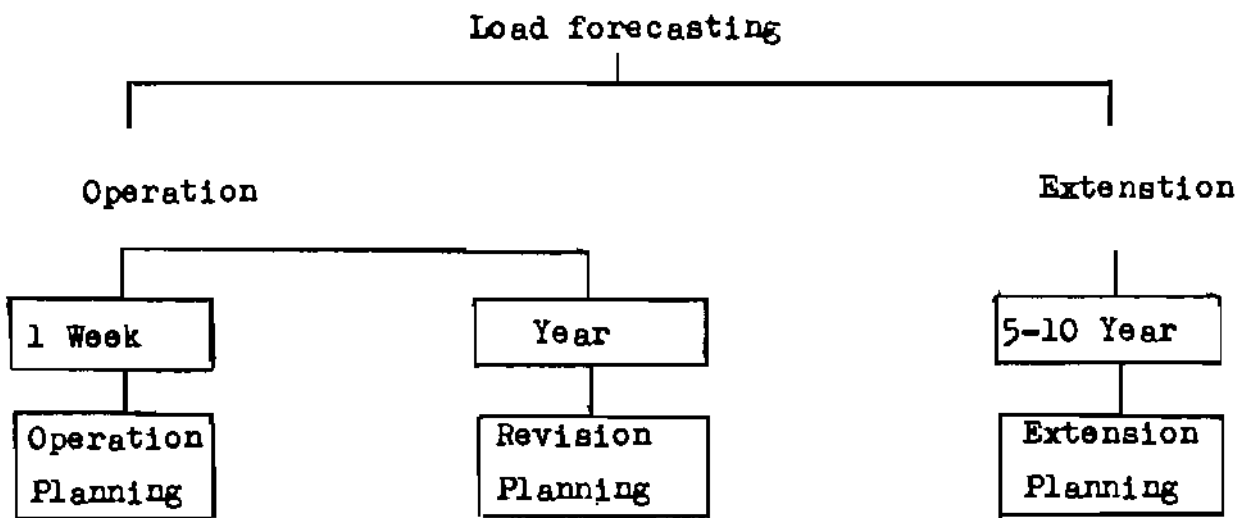 Load forecasting
Operation
Extenstion
1 Week
Year
5-10 Year
Operation
Planning
Revision
Planning
Extension
Planning